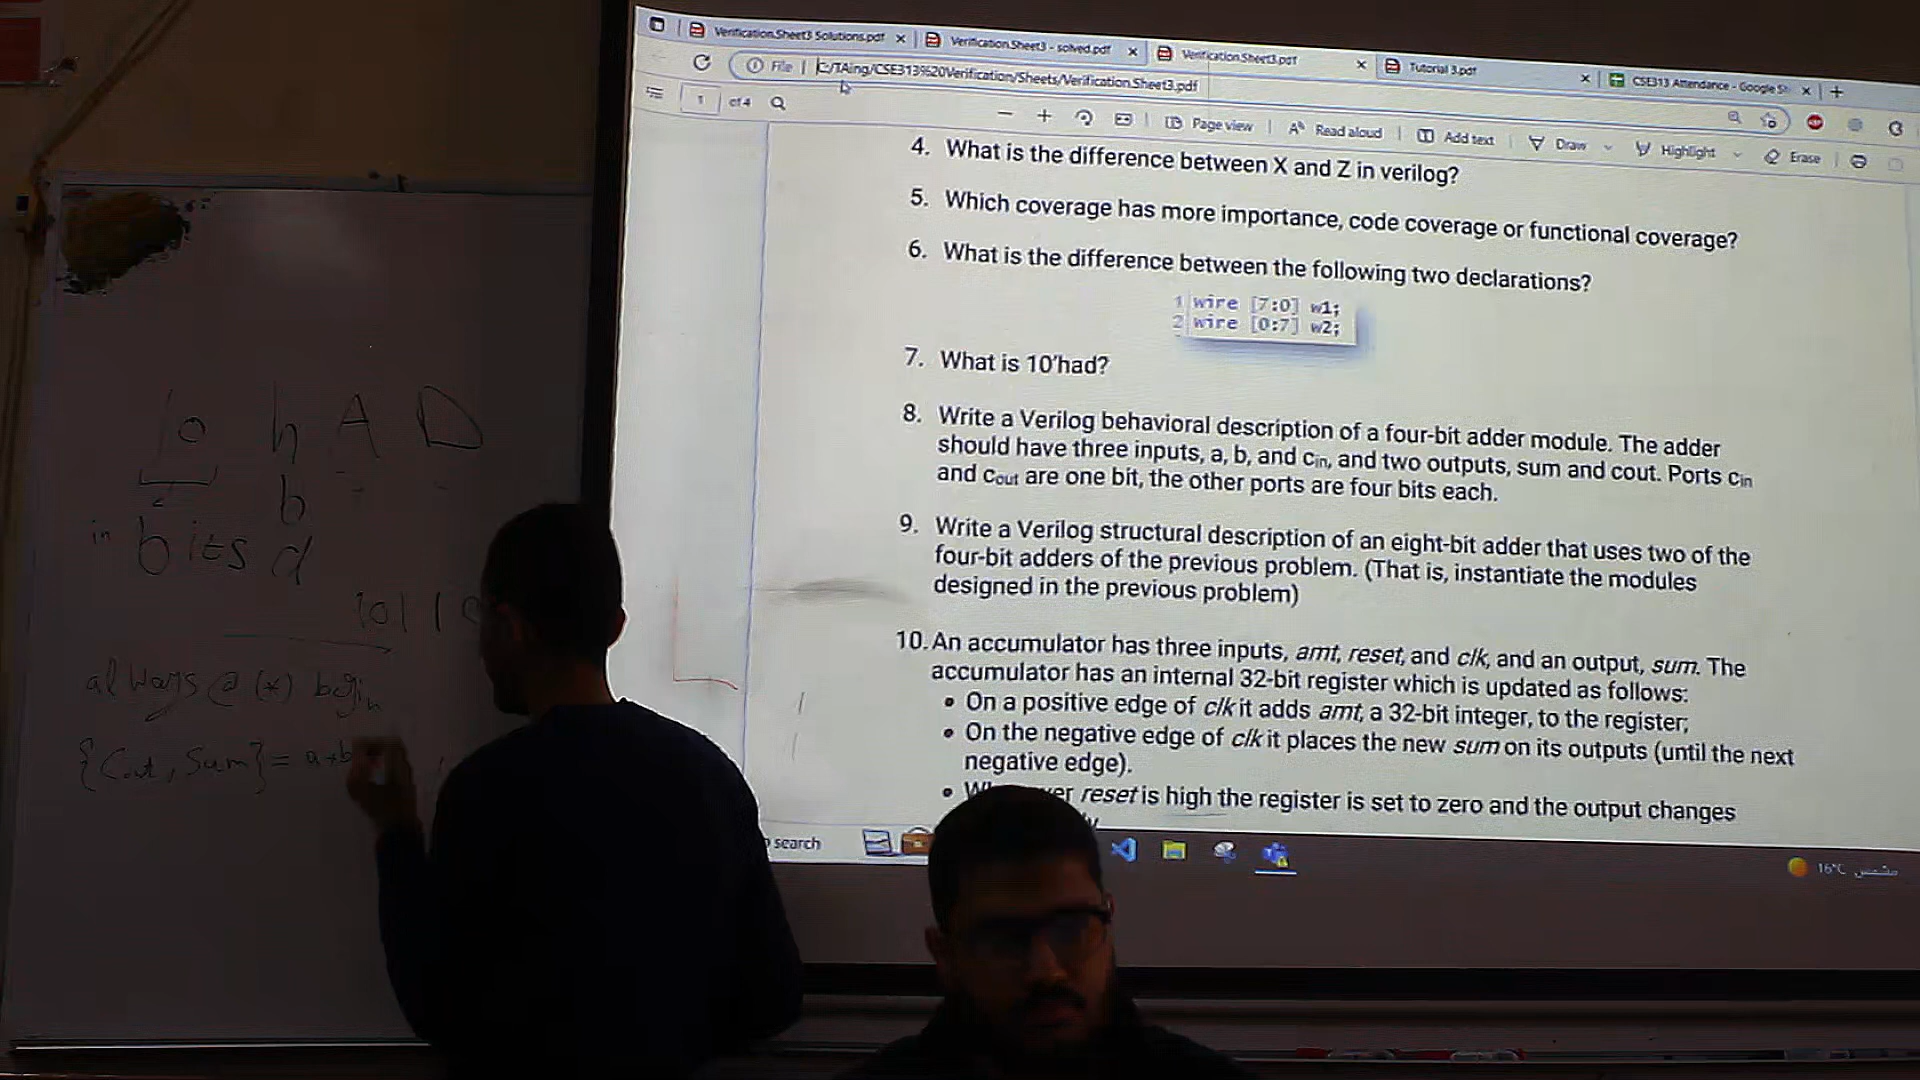 Verification.Sheet3 Solutions.pdf
Verification.Sheet3 - solved.pdf
Verification.Sheet3.pdf
Tutorial 3.pdf
CSE313 Attendance - Google S
File | C:/TAing/CSE313%20Verification/Sheets/Verification.Sheet3.pdf
1 of 4
Page view | Read aloud | Add text | Draw Highlight Erase
4. What is the difference between X and Z in verilog?
5. Which coverage has more importance, code coverage or functional coverage?
6. What is the difference between the following two declarations?
1 wire [7:0] w1;
2 wire [0:7] w2;
7. What is 10'had?
8. Write a Verilog behavioral description of a four-bit adder module. The adder
should have three inputs, a, b, and cin, and two outputs, sum and cout. Ports cin
and cout are one bit, the other ports are four bits each.
9. Write a Verilog structural description of an eight-bit adder that uses two of the
four-bit adders of the previous problem. (That is, instantiate the modules
designed in the previous problem)
10. An accumulator has three inputs, amt, reset, and clk, and an output, sum. The
accumulator has an internal 32-bit register which is updated as follows:
• On a positive edge of clk it adds amt, a 32-bit integer, to the register;
• On the negative edge of clk it places the new sum on its outputs (until the next
negative edge).
• reset is high the register is set to zero and the output changes
search
16°C مشمس
10 h A D
b
in bits d
1011
always @ (*) begin
{Cout, Sum} = a+b